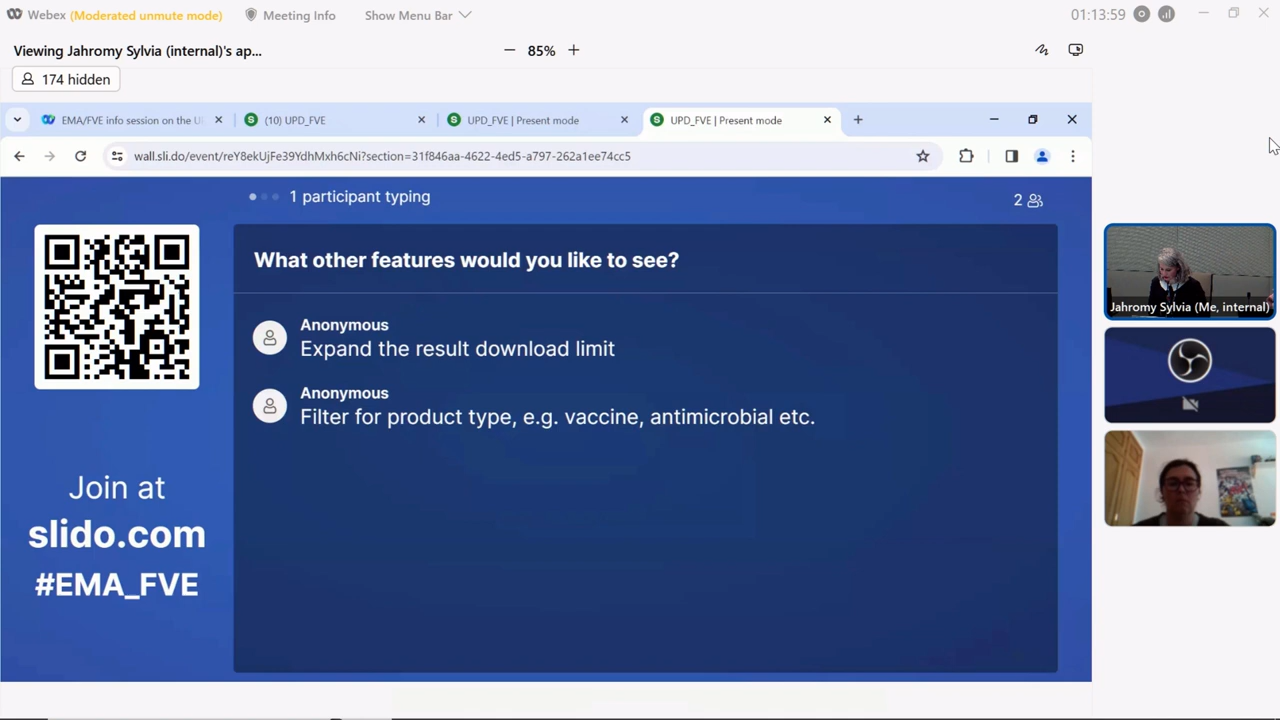 Webex (Moderated unmute mode) Meeting Info Show Menu Bar 01:13:59
Viewing Jahromy Sylvia (internal)'s ap... 85%
174 hidden
EMA/FVE info session on the U (10) UPD_FVE UPD_FVE | Present mode UPD_FVE | Present mode
wall.sli.do/event/reY8ekUjFe39YdhMxh6cNi?section=31f846aa-4622-4ed5-a797-262a1ee74cc5
1 participant typing 2
What other features would you like to see?
Anonymous
Expand the result download limit
Anonymous
Filter for product type, e.g. vaccine, antimicrobial etc.
Join at
slido.com
#EMA_FVE
Jahromy Sylvia (Me, internal)